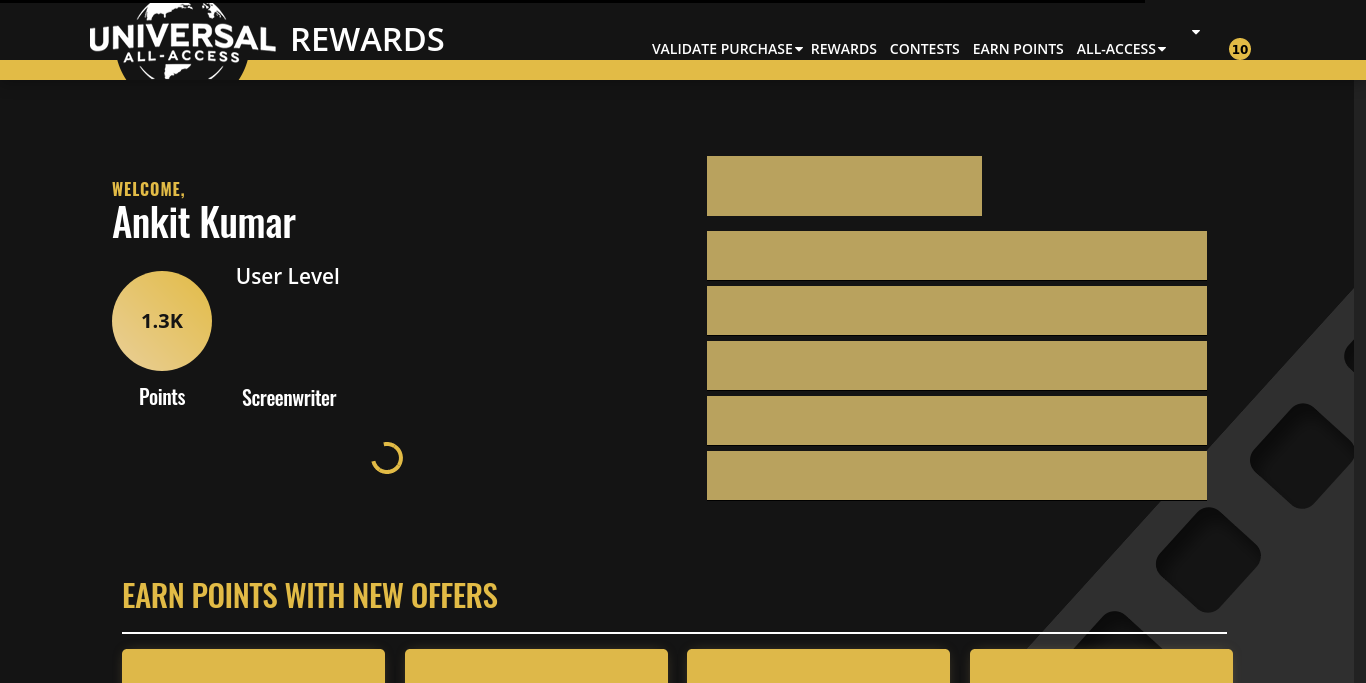 UNIVERSAL
ALL-ACCESS
REWARDS
VALIDATE PURCHASE REWARDS CONTESTS EARN POINTS ALL-ACCESS 10
WELCOME,
Ankit Kumar
User Level
1.3K
Points Screenwriter
EARN POINTS WITH NEW OFFERS